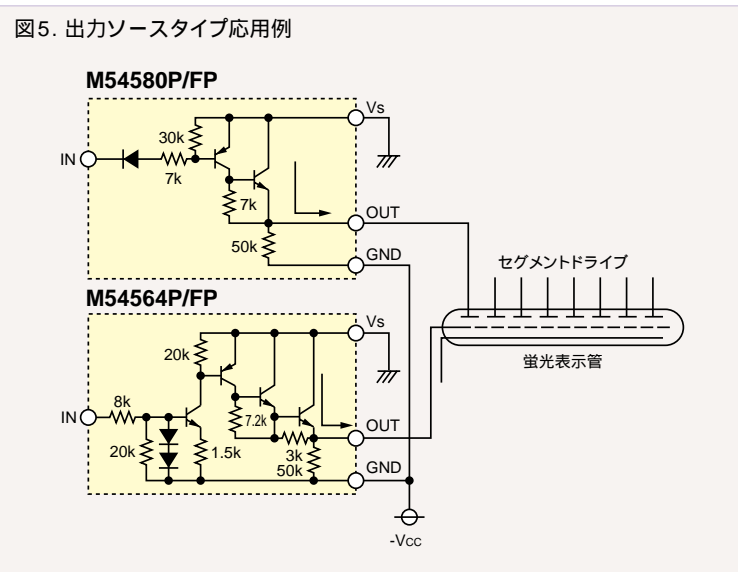 図5. 出力ソースタイプ応用例
M54580P/FP
Vs
30k
IN
7k
7k
OUT
50k
GND
セグメントドライブ
M54564P/FP
Vs
20k
蛍光表示管
8k
IN
7.2k
OUT
20k
1.5k
3k
50k
GND
-Vcc